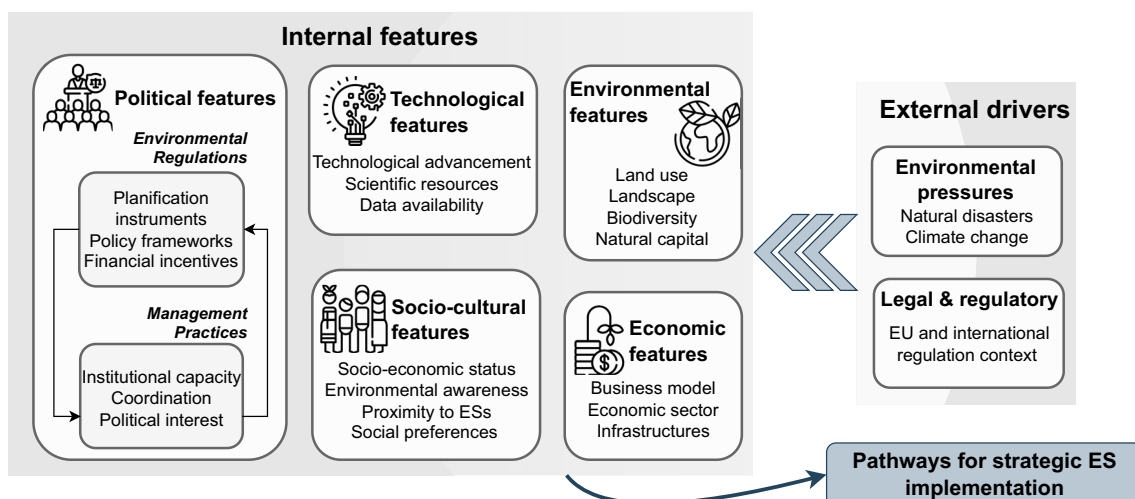 Internal features
Political features
Environmental
Regulations
Planification
instruments
Policy frameworks
Financial incentives
Management
Practices
Institutional capacity
Coordination
Political interest
Technological
features
Technological advancement
Scientific resources
Data availability
Socio-cultural
features
Socio-economic status
Environmental awareness
Proximity to ESs
Social preferences
Environmental
features
Land use
Landscape
Biodiversity
Natural capital
Economic
features
$
Business model
Economic sector
Infrastructures
External drivers
Environmental
pressures
Natural disasters
Climate change
Legal & regulatory
EU and international
regulation context
Pathways for strategic ES
implementation